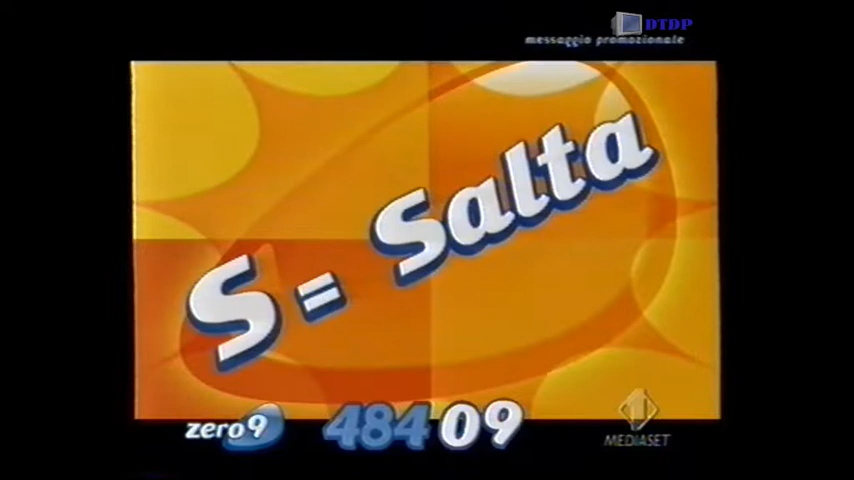 DTDP
messaggio promozionale
S = Salta
zero9 48409
MEDIASET